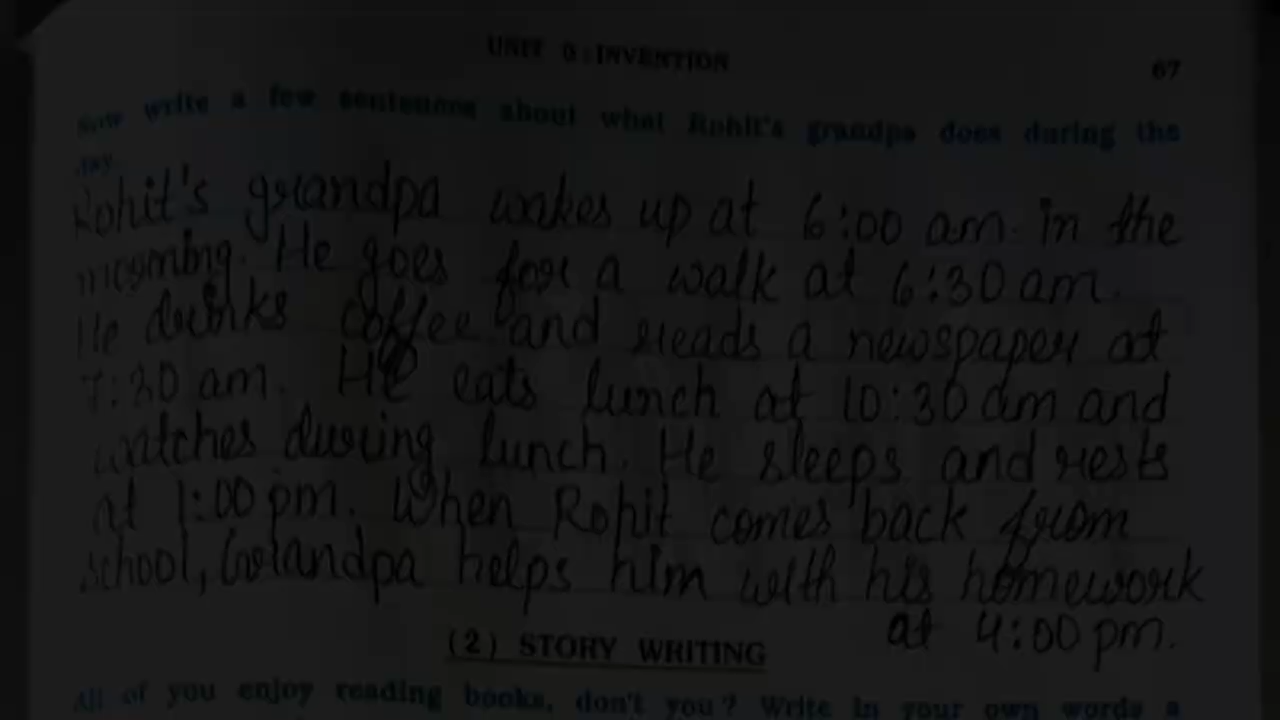 UNIT 5 : INVENTION 67
Now write a few sentences about what Rohit's grandpa does during the
day.
Rohit's grandpa wakes up at 6:00 am in the
morning. He goes for a walk at 6:30 am.
He drinks coffee and reads a newspaper at
7:30 am. He eats lunch at 10:30 am and
watches during lunch. He sleeps and rests
at 1:00 pm. When Rohit comes back from
school, Grandpa helps him with his homework
at 4:00 pm.
(2) STORY WRITING
All of you enjoy reading books, don't you? Write in your own words a